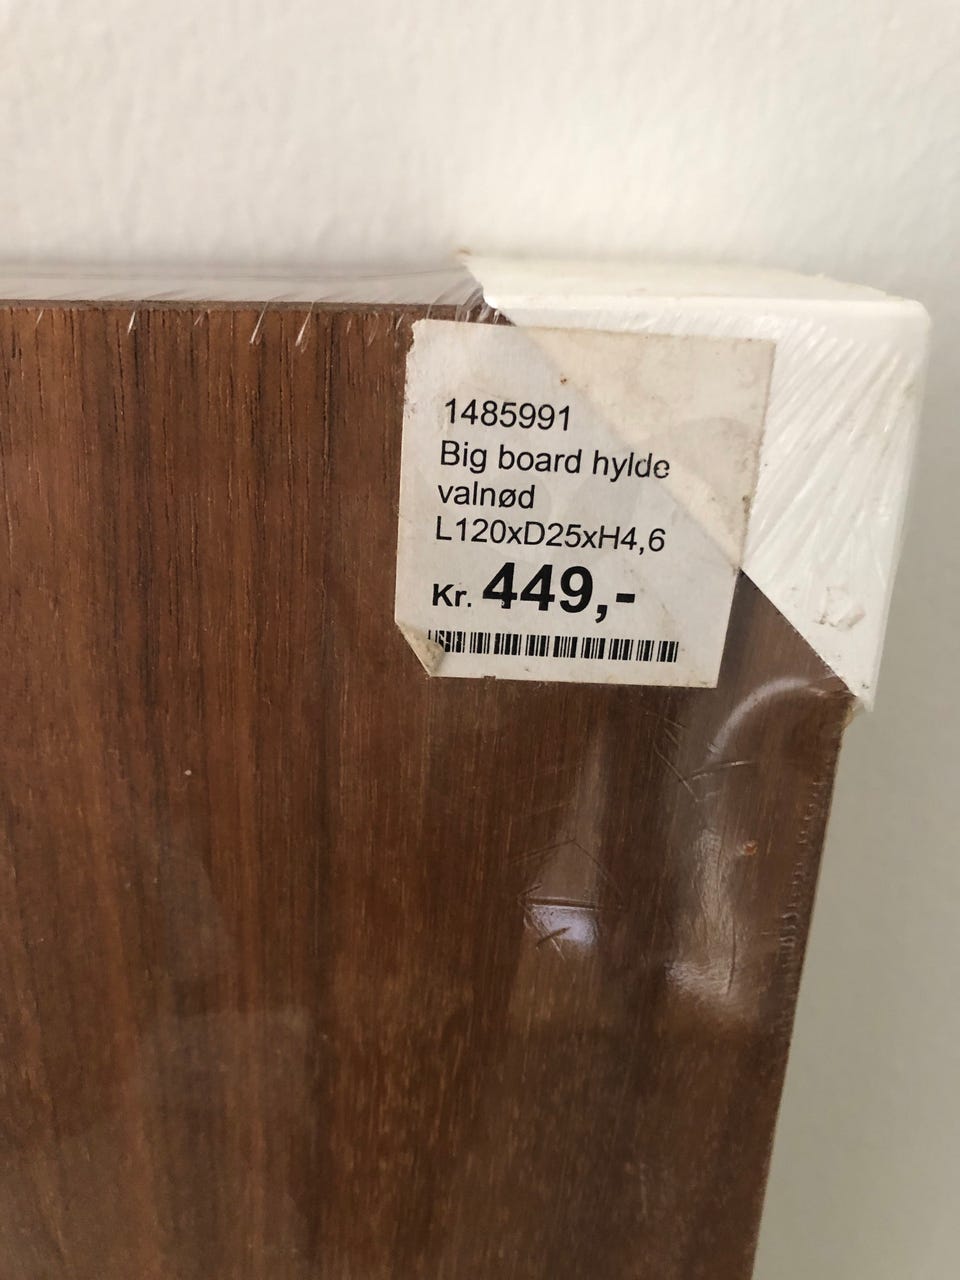 1485991
Big board hylde
valnød
L120xD25xH4,6
Kr. 449,-